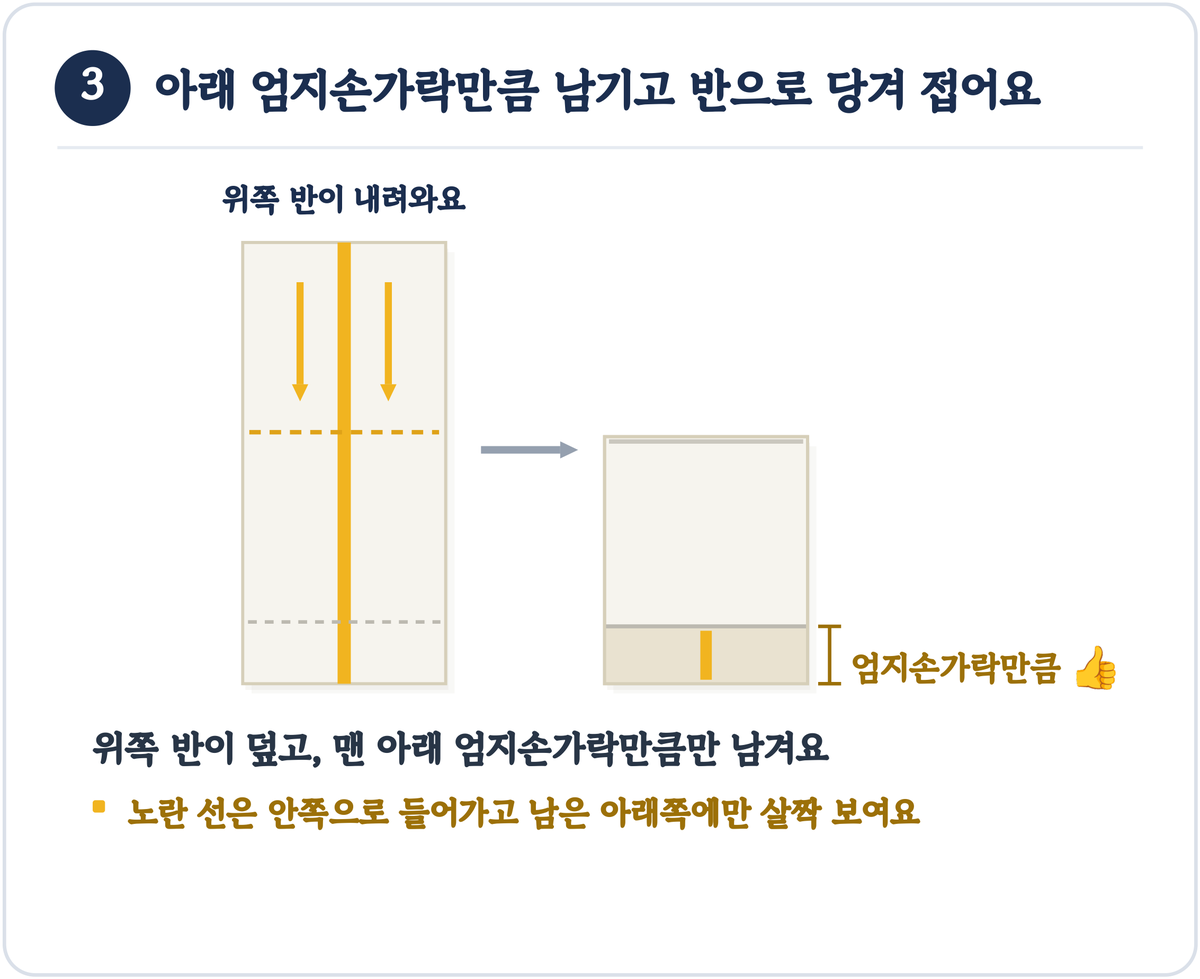 3 아래 엄지손가락만큼 남기고 반으로 당겨 접어요
위쪽 반이 내려와요
엄지손가락만큼 👍
위쪽 반이 덮고, 맨 아래 엄지손가락만큼만 남겨요
노란 선은 안쪽으로 들어가고 남은 아래쪽에만 살짝 보여요